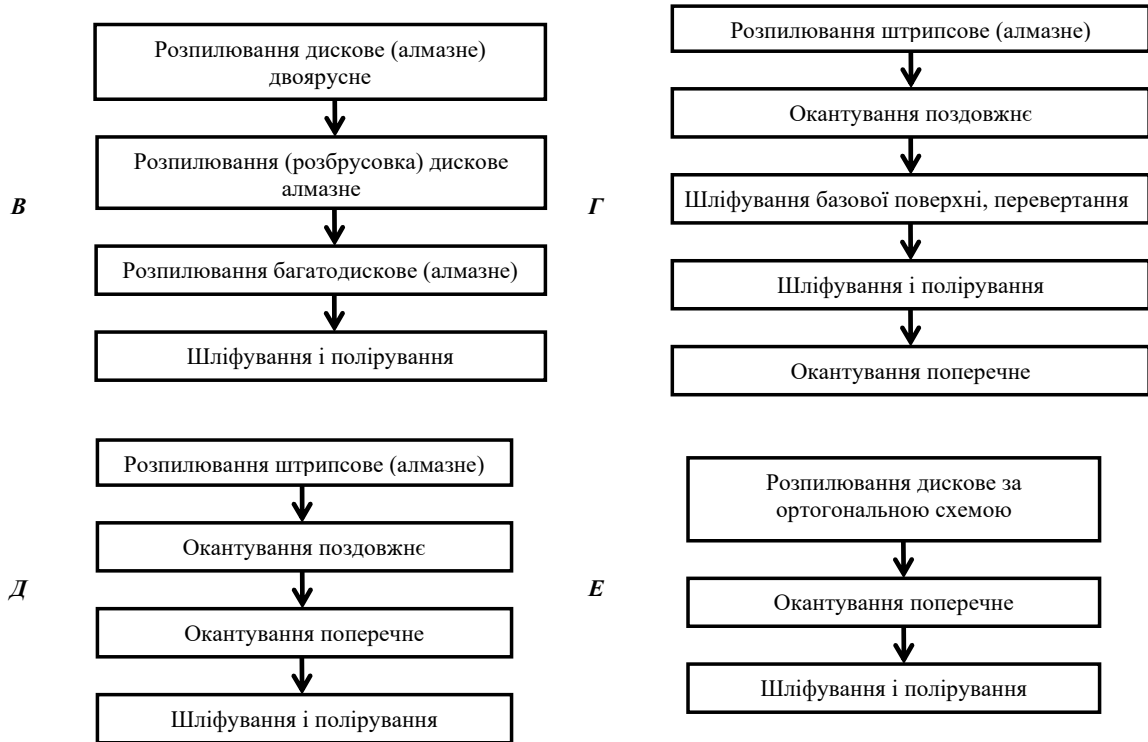 В
Розпилювання дискове (алмазне)
двоярусне
Розпилювання (розбрусовка) дискове
алмазне
Розпилювання багатодискове (алмазне)
Шліфування і полірування
Г
Розпилювання штрипсове (алмазне)
Окантування поздовжнє
Шліфування базової поверхні, перевертання
Шліфування і полірування
Окантування поперечне
Д
Розпилювання штрипсове (алмазне)
Окантування поздовжнє
Окантування поперечне
Шліфування і полірування
Е
Розпилювання дискове за
ортогональною схемою
Окантування поперечне
Шліфування і полірування